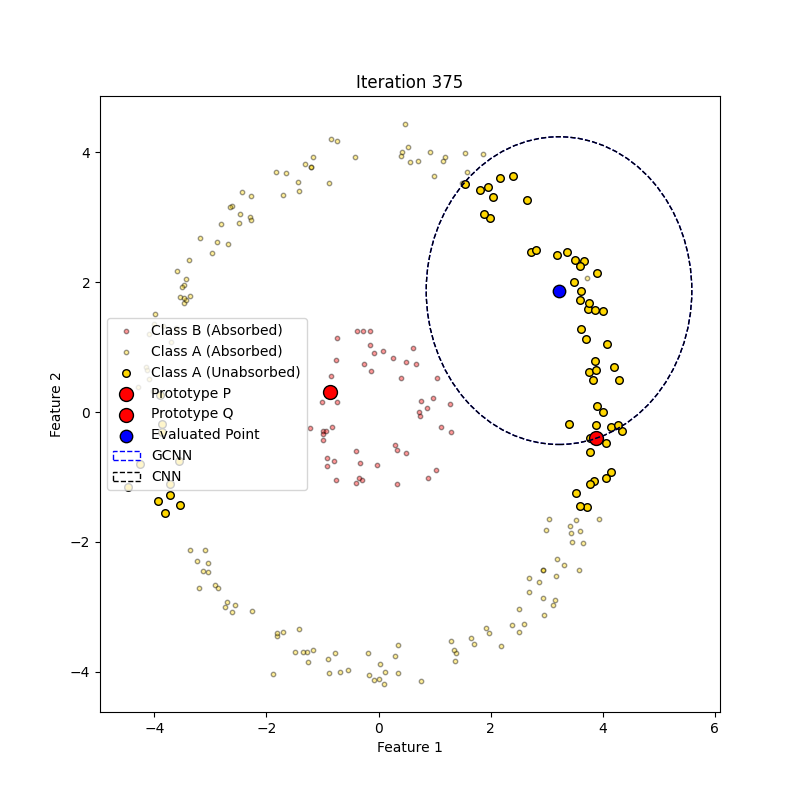 Iteration 375
Feature 2
4
2
0
−2
−4
Class B (Absorbed)
Class A (Absorbed)
Class A (Unabsorbed)
Prototype P
Prototype Q
Evaluated Point
GCNN
CNN
−4 −2 0 2 4 6
Feature 1